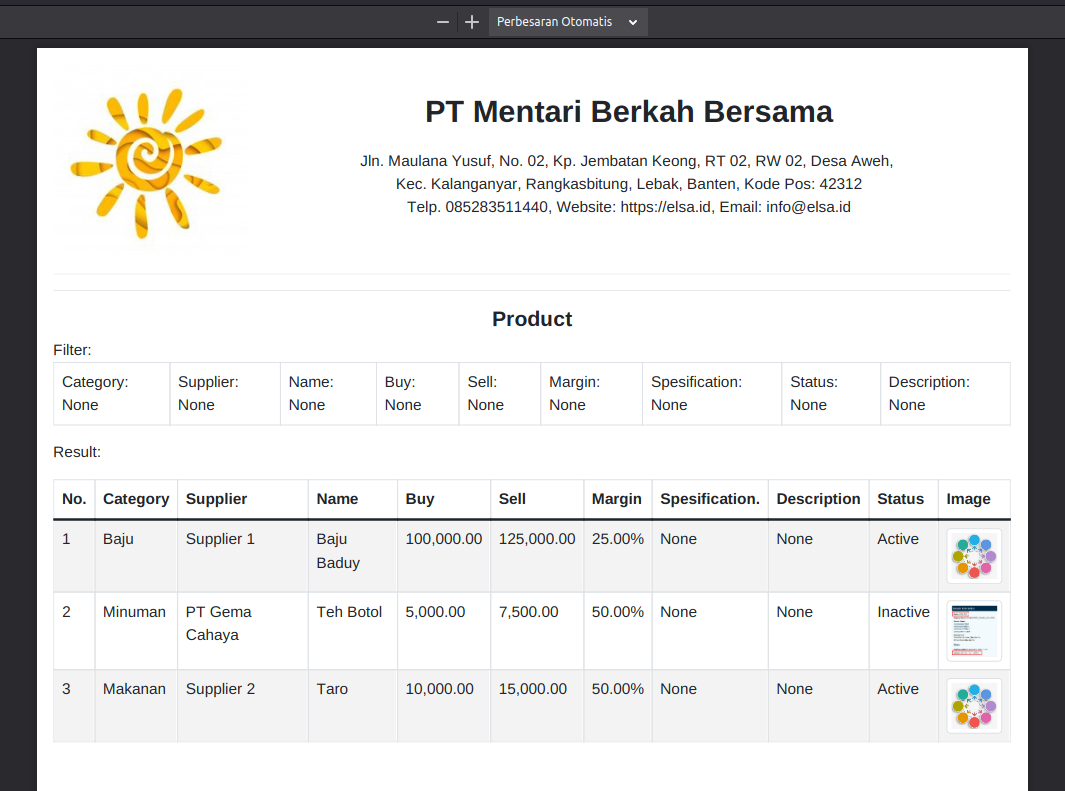 Perbesaran Otomatis
PT Mentari Berkah Bersama
Jln. Maulana Yusuf, No. 02, Kp. Jembatan Keong, RT 02, RW 02, Desa Aweh,
Kec. Kalanganyar, Rangkasbitung, Lebak, Banten, Kode Pos: 42312
Telp. 085283511440, Website: https://elsa.id, Email: info@elsa.id
Product
Filter:
Category: Supplier: Name: Buy: Sell: Margin: Spesification: Status: Description:
None None None None None None None None None
Result:
No. Category Supplier Name Buy Sell Margin Spesification. Description Status Image
1 Baju Supplier 1 Baju 100,000.00 125,000.00 25.00% None None Active
Baduy
2 Minuman PT Gema Teh Botol 5,000.00 7,500.00 50.00% None None Inactive
Cahaya
3 Makanan Supplier 2 Taro 10,000.00 15,000.00 50.00% None None Active